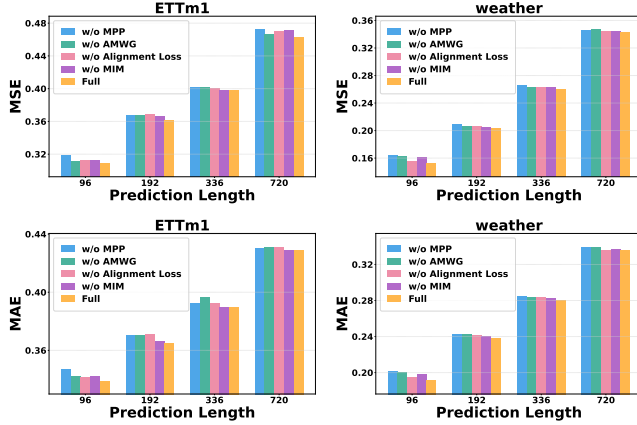 ETTm1
MSE
0.48
0.44
0.40
0.36
0.32
w/o MPP
w/o AMWG
w/o Alignment Loss
w/o MIM
Full
96
192
336
720
Prediction Length
weather
MSE
0.36
0.32
0.28
0.24
0.20
0.16
w/o MPP
w/o AMWG
w/o Alignment Loss
w/o MIM
Full
96
192
336
720
Prediction Length
ETTm1
MAE
0.44
0.40
0.36
w/o MPP
w/o AMWG
w/o Alignment Loss
w/o MIM
Full
96
192
336
720
Prediction Length
weather
MAE
0.32
0.28
0.24
0.20
w/o MPP
w/o AMWG
w/o Alignment Loss
w/o MIM
Full
96
192
336
720
Prediction Length